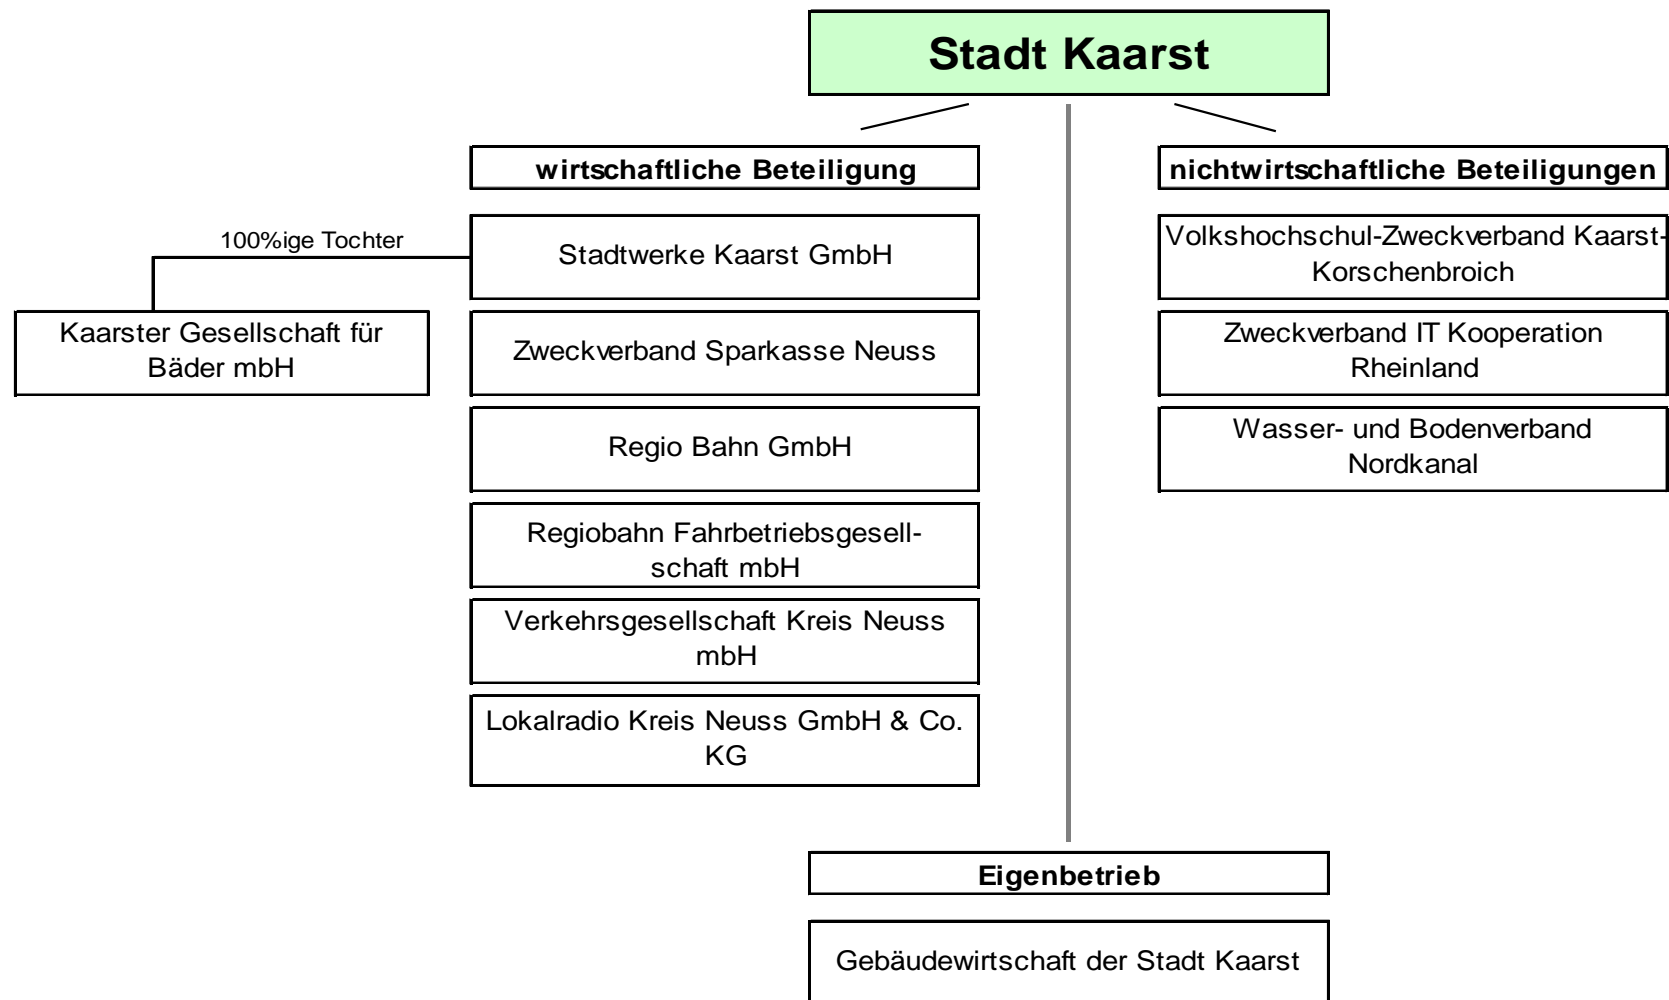 Stadt Kaarst
wirtschaftliche Beteiligung
nichtwirtschaftliche Beteiligungen
100%ige Tochter
Stadtwerke Kaarst GmbH
Volkshochschul-Zweckverband Kaarst-
Korschenbroich
Kaarster Gesellschaft für
Bäder mbH
Zweckverband Sparkasse Neuss
Zweckverband IT Kooperation
Rheinland
Regio Bahn GmbH
Wasser- und Bodenverband
Nordkanal
Regiobahn Fahrbetriebsgesell-
schaft mbH
Verkehrsgesellschaft Kreis Neuss
mbH
Lokalradio Kreis Neuss GmbH & Co.
KG
Eigenbetrieb
Gebäudewirtschaft der Stadt Kaarst